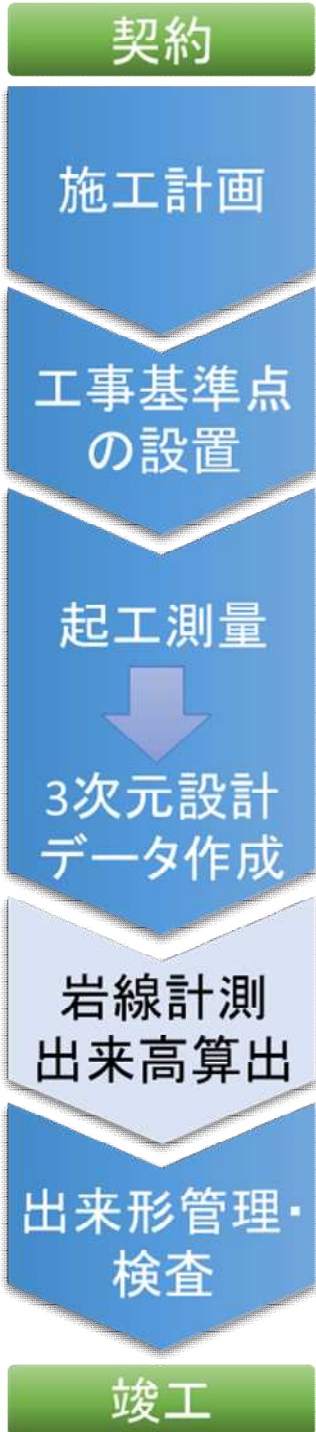 契約
施工計画
工事基準点
の設置
起工測量
3次元設計
データ作成
岩線計測
出来高算出
出来形管理・
検査
竣工